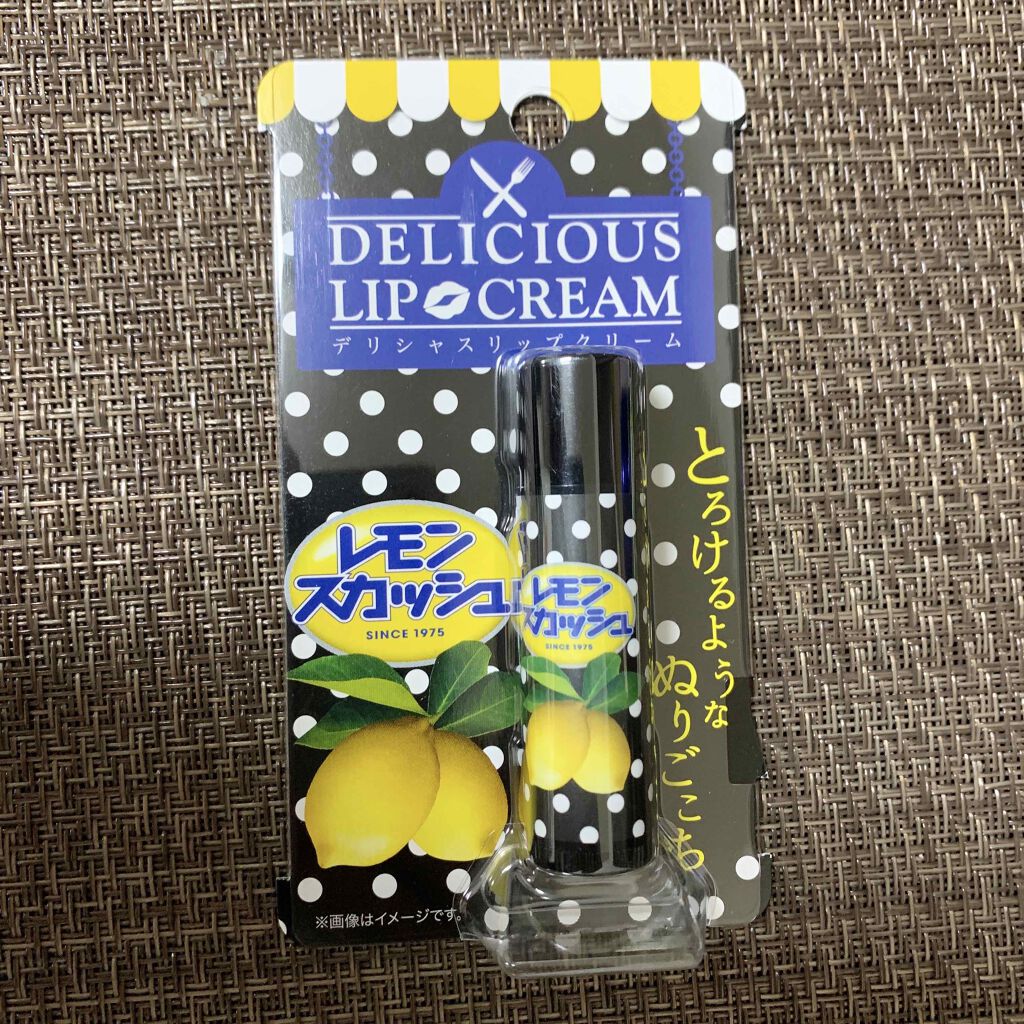 DELICIOUS
LIP CREAM
デリシャスリップクリーム
とろけるような
ぬりごこち
レモン
スカッシュ
SINCE 1975
レモン
スカッシュ
SINCE 1975
※画像はイメージです。